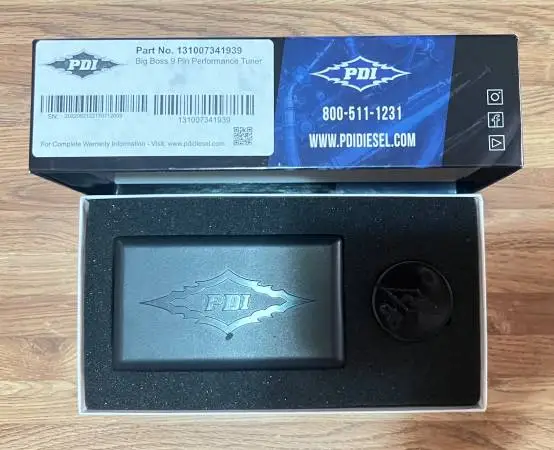 PDI
Part No. 131007341939
Big Boss 9 Pin Performance Tuner
131007341939
For Complete Warranty Information - Visit: www.pdidiesel.com
PDI
800-511-1231
WWW.PDIDIESEL.COM
PDI